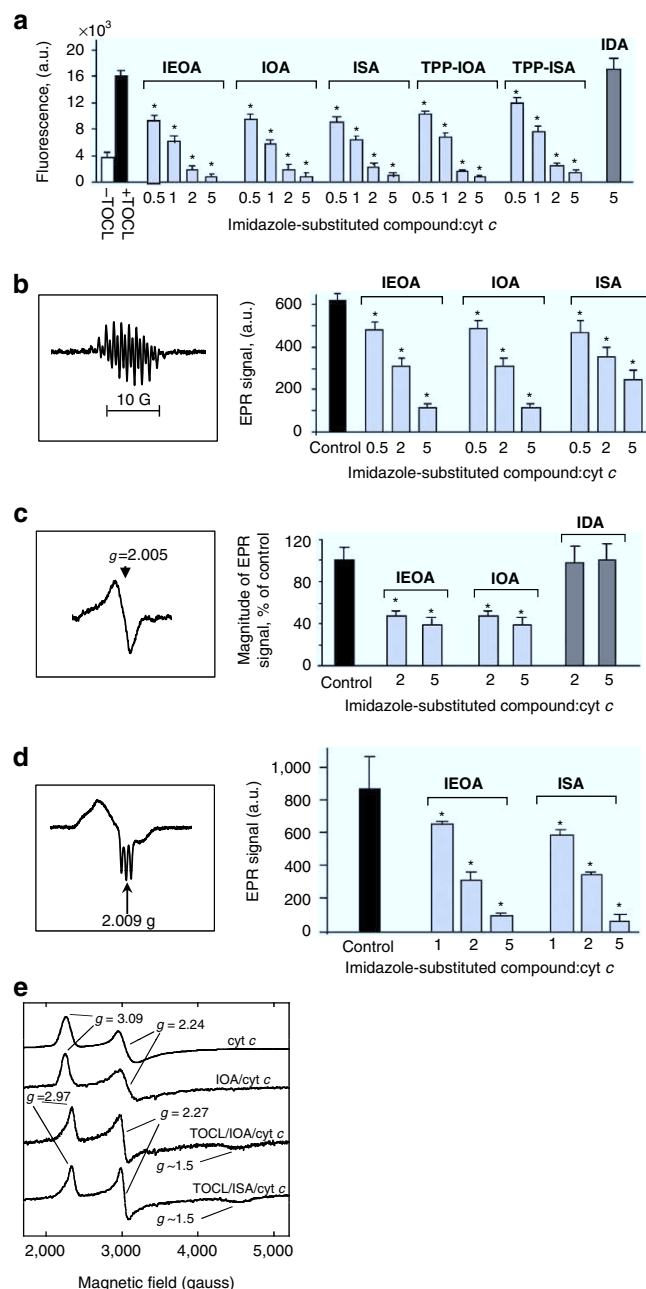 a
×10³
Fluorescence, (a.u.)
20
16
12
8
4
0
IEOA IOA ISA TPP-IOA TPP-ISA IDA
* * * * * * * * * * * * * * * * * * * *
–TOCL +TOCL 0.5 1 2 5 0.5 1 2 5 0.5 1 2 5 0.5 1 2 5 0.5 1 2 5 5
Imidazole-substituted compound:cyt c
b
10 G
EPR signal, (a.u.)
600
400
200
0
IEOA IOA ISA
* * * * * * * * *
Control 0.5 2 5 0.5 2 5 0.5 2 5
Imidazole-substituted compound:cyt c
c
g=2.005
Magnitude of EPR
signal, % of control
120
80
40
0
IEOA IOA IDA
* * * *
Control 2 5 2 5 2 5
Imidazole-substituted compound:cyt c
d
2.009 g
EPR signal (a.u.)
1,000
800
600
400
200
0
IEOA ISA
* * * * * *
Control 1 2 5 1 2 5
Imidazole-substituted compound:cyt c
e
g = 3.09
g = 2.24
cyt c
IOA/cyt c
g=2.97
g = 2.27
TOCL/IOA/cyt c
g ~1.5
TOCL/ISA/cyt c
g ~1.5
2,000 3,000 4,000 5,000
Magnetic field (gauss)